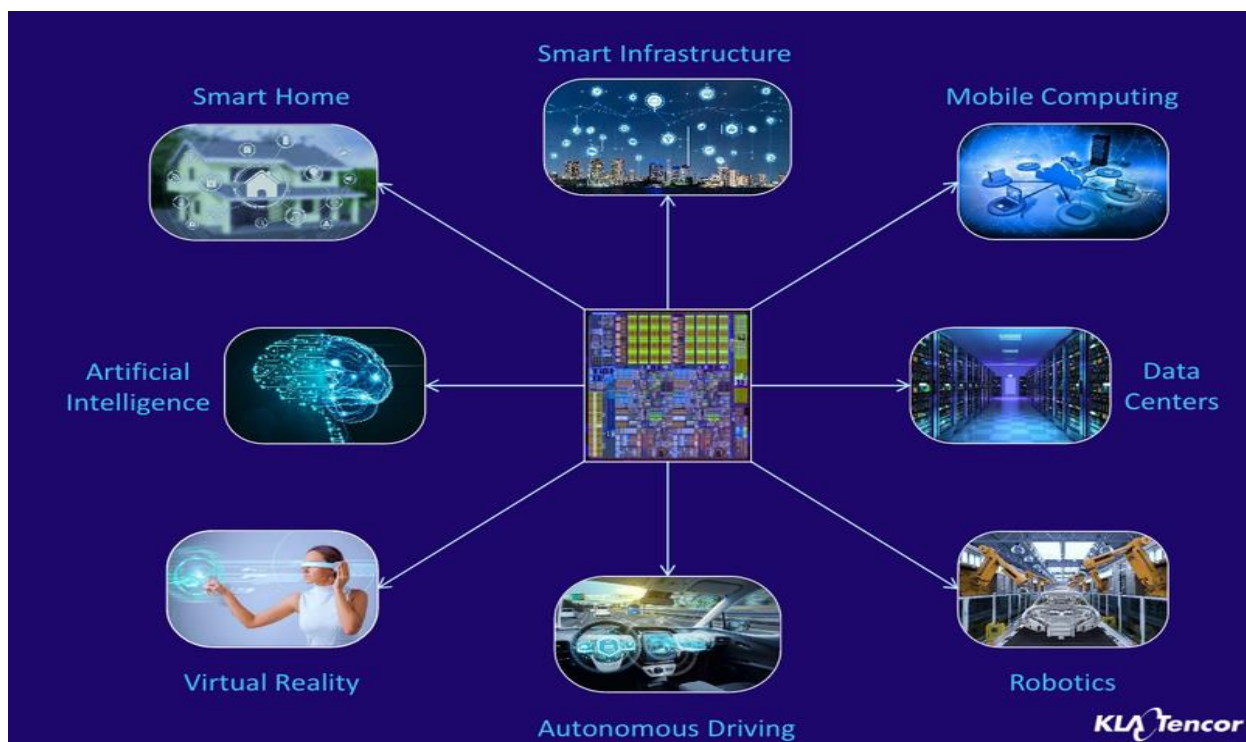 Smart Infrastructure
Smart Home
Mobile Computing
Artificial
Intelligence
Data
Centers
Virtual Reality
Robotics
Autonomous Driving
KLA Tencor